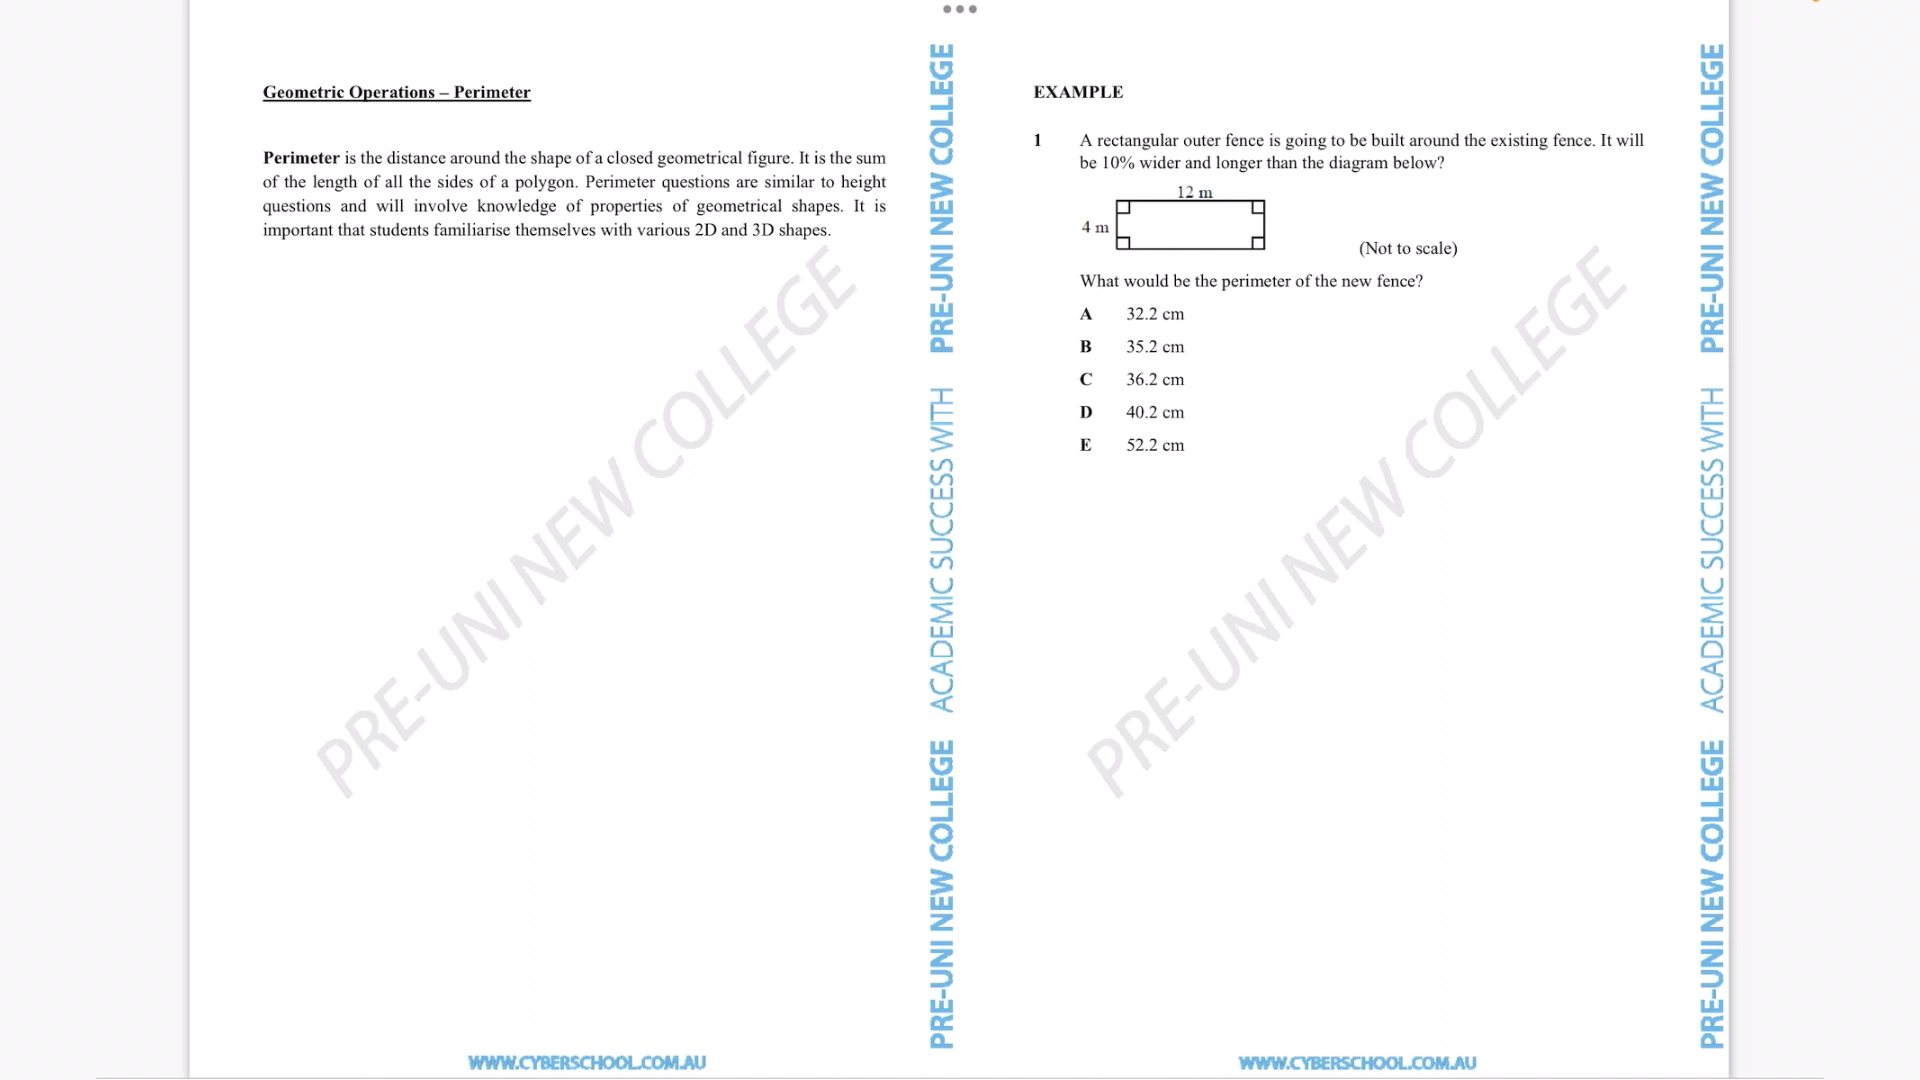 Geometric Operations – Perimeter
Perimeter is the distance around the shape of a closed geometrical figure. It is the sum
of the length of all the sides of a polygon. Perimeter questions are similar to height
questions and will involve knowledge of properties of geometrical shapes. It is
important that students familiarise themselves with various 2D and 3D shapes.
PRE-UNI NEW COLLEGE
PRE-UNI NEW COLLEGE ACADEMIC SUCCESS WITH PRE-UNI NEW COLLEGE
WWW.CYBERSCHOOL.COM.AU
EXAMPLE
1 A rectangular outer fence is going to be built around the existing fence. It will
be 10% wider and longer than the diagram below?
12 m
4 m
(Not to scale)
What would be the perimeter of the new fence?
A 32.2 cm
B 35.2 cm
C 36.2 cm
D 40.2 cm
E 52.2 cm
PRE-UNI NEW COLLEGE
PRE-UNI NEW COLLEGE ACADEMIC SUCCESS WITH PRE-UNI NEW COLLEGE
WWW.CYBERSCHOOL.COM.AU